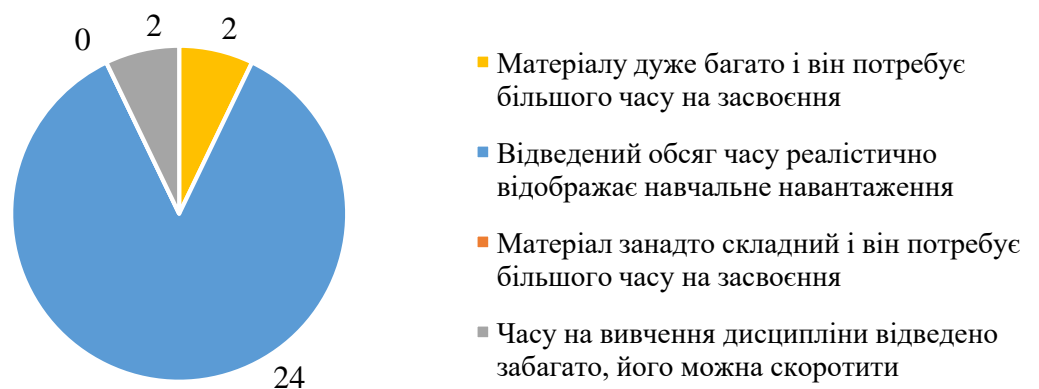 0
2
2
24
Матеріалу дуже багато і він потребує
більшого часу на засвоєння
Відведений обсяг часу реалістично
відображає навчальне навантаження
Матеріал занадто складний і він потребує
більшого часу на засвоєння
Часу на вивчення дисципліни відведено
забагато, його можна скоротити